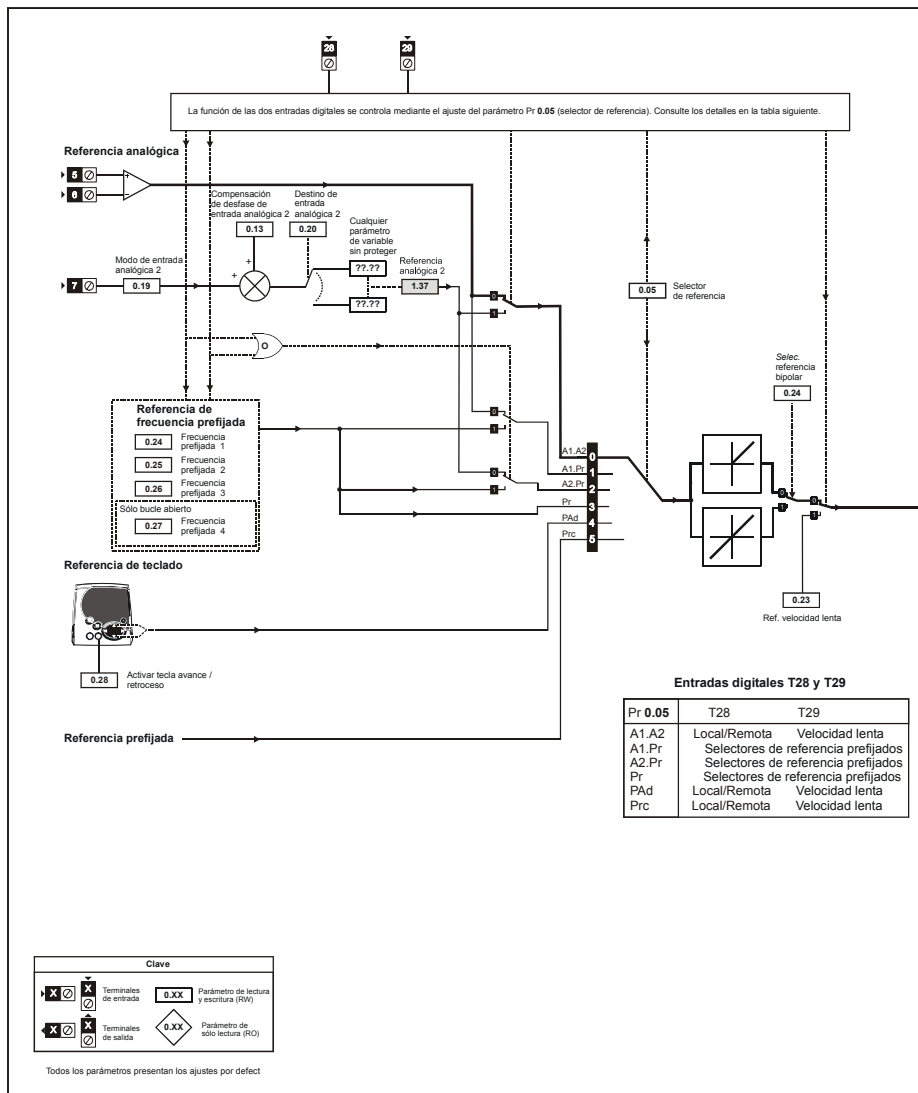 28
29
La función de las dos entradas digitales se controla mediante el ajuste del parámetro Pr 0.05 (selector de referencia). Consulte los detalles en la tabla siguiente.
Referencia analógica
5
+
6
−
Compensación
de desfase de
entrada analógica 2
0.13
Destino de
entrada
analógica 2
0.20
Cualquier
parámetro
de variable
sin proteger
??.??
??.??
Modo de entrada
analógica 2
7
0.19
+
+
Referencia
analógica 2
1.37
0
1
0.05
Selector
de referencia
O
Selec.
referencia
bipolar
0.24
Referencia de
frecuencia prefijada
0.24
Frecuencia
prefijada 1
0.25
Frecuencia
prefijada 2
0.26
Frecuencia
prefijada 3
Sólo bucle abierto
0.27
Frecuencia
prefijada 4
0
1
0
1
A1.A2
0
A1.Pr
1
A2.Pr
2
Pr
3
PAd
4
Prc
5
0
1
0
1
0.23
Ref. velocidad lenta
Referencia de teclado
0.28
Activar tecla avance /
retroceso
Referencia prefijada
Entradas digitales T28 y T29
Pr 0.05 T28 T29
A1.A2 Local/Remota Velocidad lenta
A1.Pr Selectores de referencia prefijados
A2.Pr Selectores de referencia prefijados
Pr Selectores de referencia prefijados
PAd Local/Remota Velocidad lenta
Prc Local/Remota Velocidad lenta
Clave
X
X
Terminales
de entrada
0.XX
Parámetro de lectura
y escritura (RW)
X
X
Terminales
de salida
0.XX
Parámetro de
sólo lectura (RO)
Todos los parámetros presentan los ajustes por defect